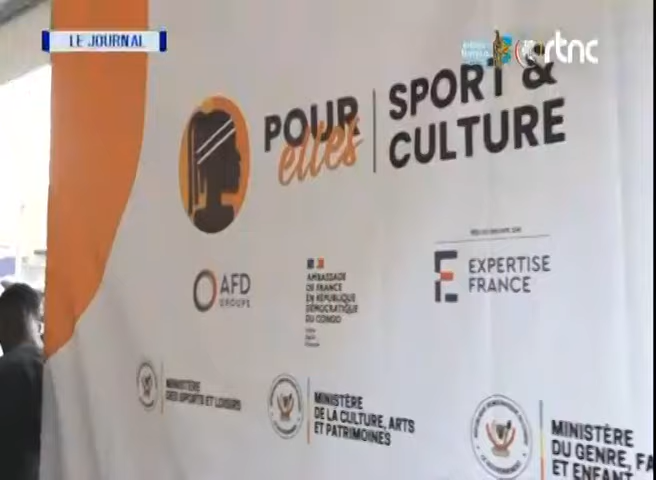 LE JOURNAL
rtnc
POUR
elles
SPORT &
CULTURE
EXPERTISE
FRANCE
AFD
GROUPE
AMBASSADE
DE FRANCE
EN RÉPUBLIQUE
DÉMOCRATIQUE
DU CONGO
MINISTÈRE
DES SPORTS ET LOISIRS
MINISTÈRE
DE LA CULTURE, ARTS
ET PATRIMOINES
MINISTÈRE
DU GENRE, FA
ET ENFANT